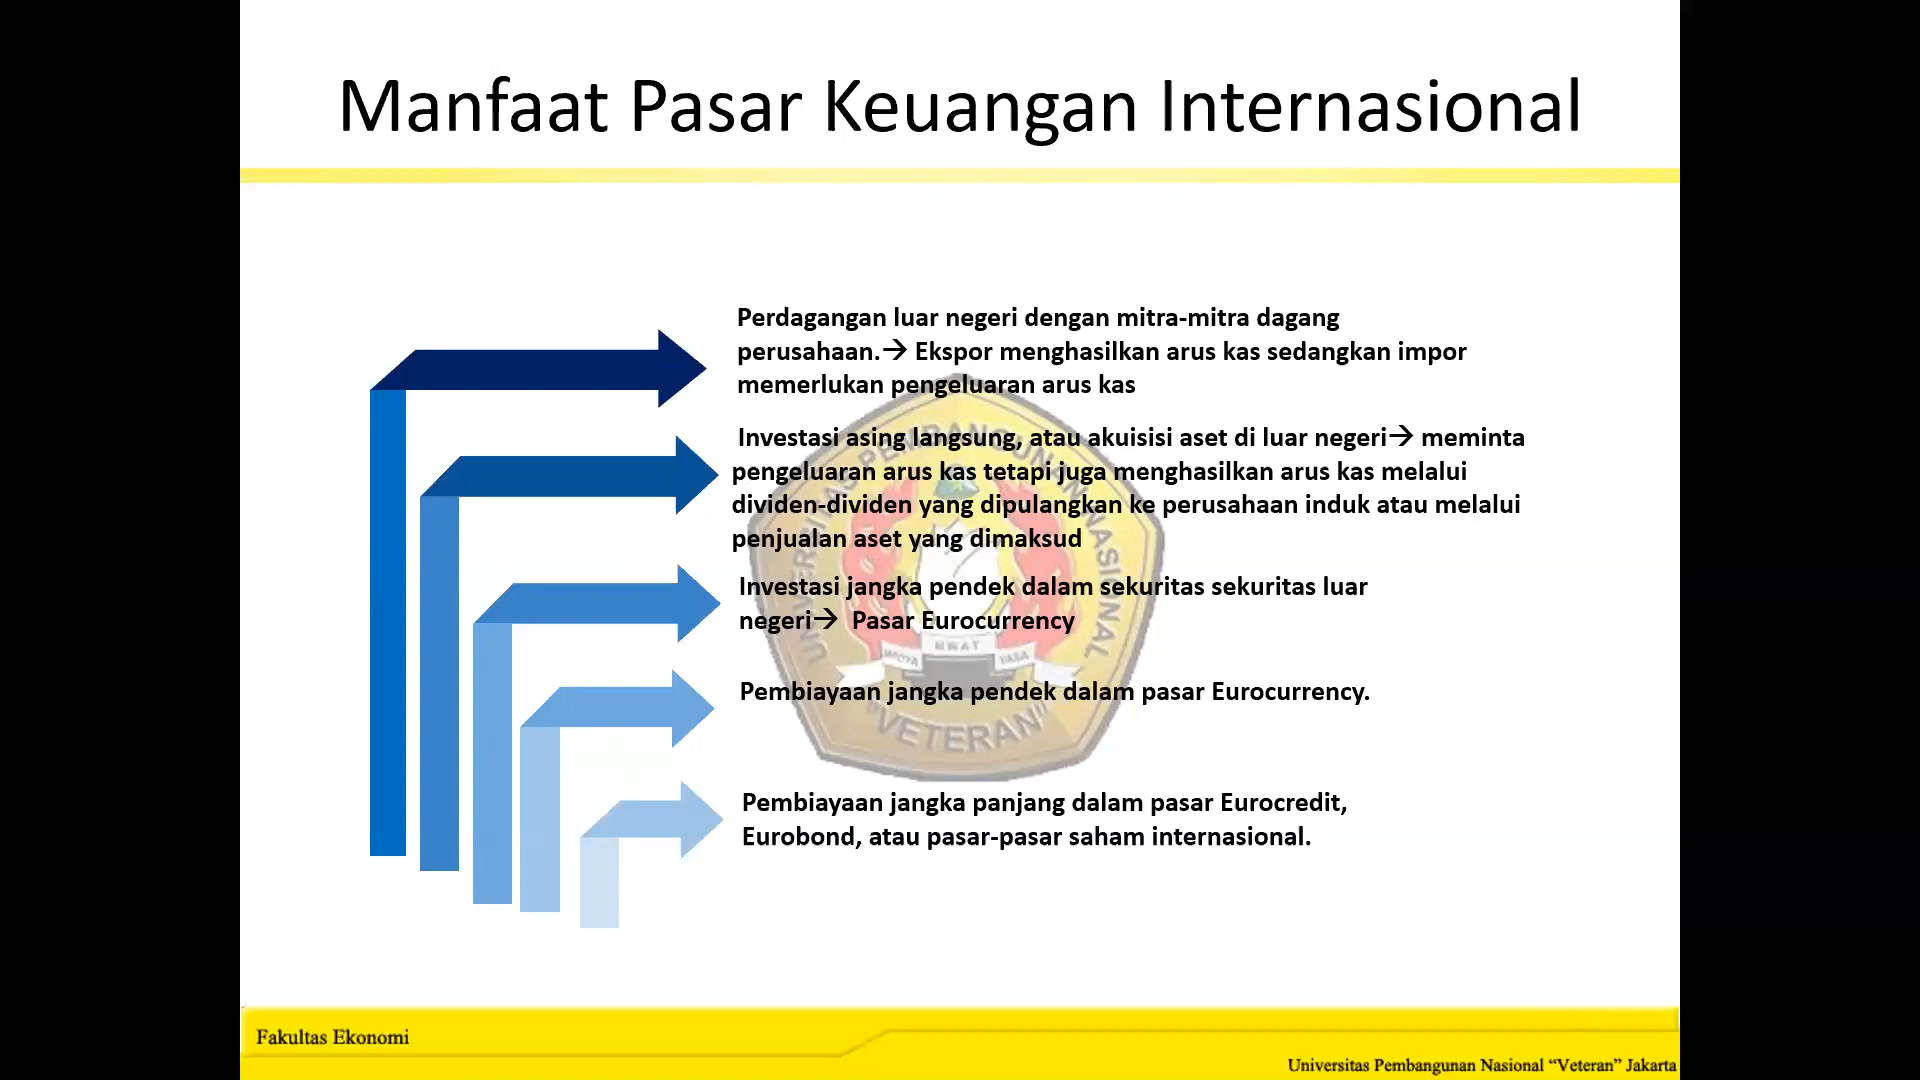 Manfaat Pasar Keuangan Internasional
Perdagangan luar negeri dengan mitra-mitra dagang
perusahaan.→ Ekspor menghasilkan arus kas sedangkan impor
memerlukan pengeluaran arus kas
Investasi asing langsung, atau akuisisi aset di luar negeri→ meminta
pengeluaran arus kas tetapi juga menghasilkan arus kas melalui
dividen-dividen yang dipulangkan ke perusahaan induk atau melalui
penjualan aset yang dimaksud
Investasi jangka pendek dalam sekuritas sekuritas luar
negeri→ Pasar Eurocurrency
Pembiayaan jangka pendek dalam pasar Eurocurrency.
Pembiayaan jangka panjang dalam pasar Eurocredit,
Eurobond, atau pasar-pasar saham internasional.
UNIVERSITAS PEMBANGUNAN NASIONAL
"VETERAN"
Fakultas Ekonomi
Universitas Pembangunan Nasional “Veteran” Jakarta